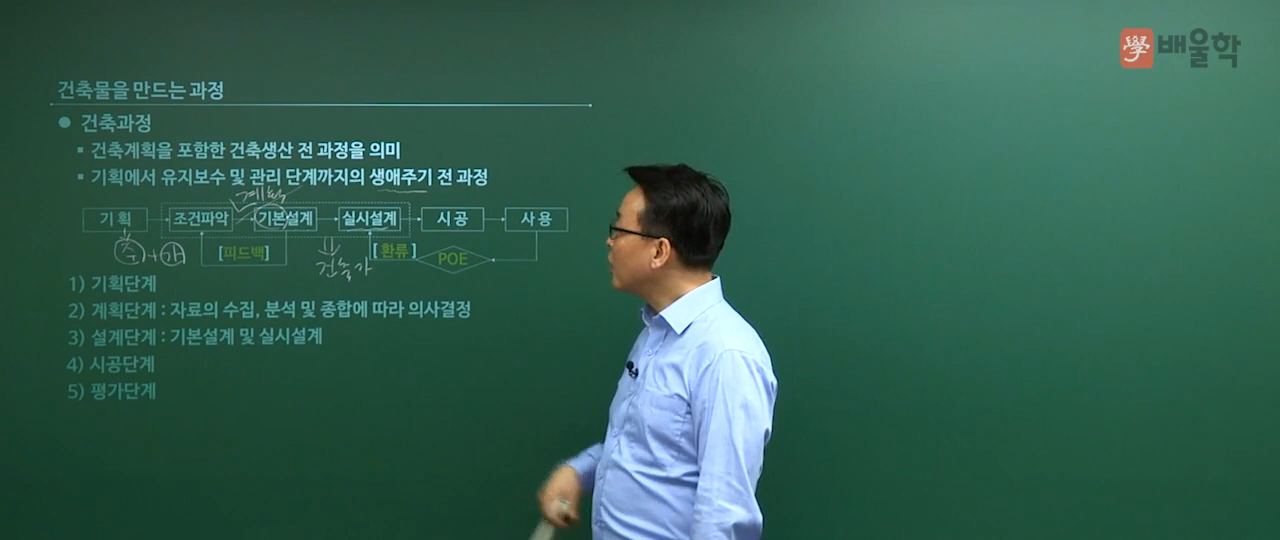 學 배울학
건축물을 만드는 과정
● 건축과정
▪ 건축계획을 포함한 건축생산 전 과정을 의미
▪ 기획에서 유지보수 및 관리 단계까지의 생애주기 전 과정
계획
기 획 조건파악 기본설계 실시설계 시 공 사 용
[피드백] [환류] POE
건축가
1) 기획단계
2) 계획단계 : 자료의 수집, 분석 및 종합에 따라 의사결정
3) 설계단계 : 기본설계 및 실시설계
4) 시공단계
5) 평가단계